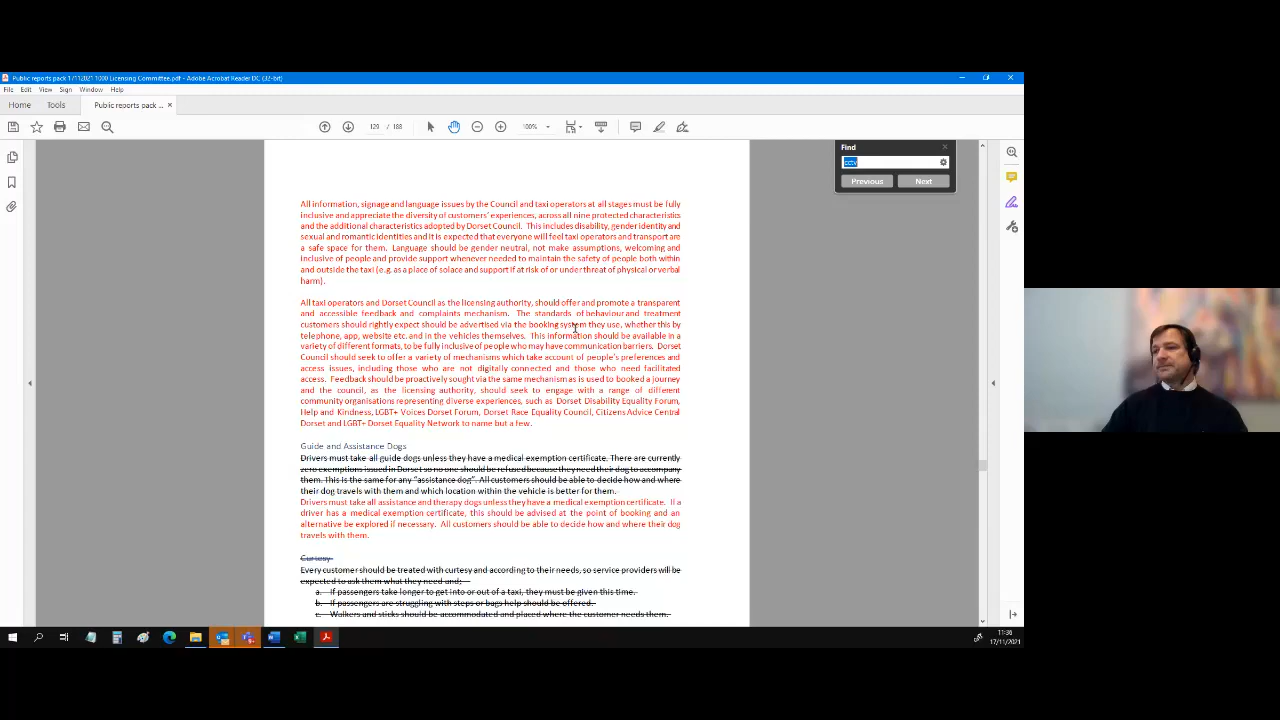 Public reports pack 17112021 1000 Licensing Committee.pdf - Adobe Acrobat Reader DC (32-bit)
File Edit View Sign Window Help
Home Tools Public reports pack ... ×
129 / 188 100%
Find
cctv
Previous Next
All information, signage and language issues by the Council and taxi operators at all stages must be fully
inclusive and appreciate the diversity of customers' experiences, across all nine protected characteristics
and the additional characteristics adopted by Dorset Council. This includes disability, gender identity and
sexual and romantic identities and it is expected that everyone will feel taxi operators and transport are
a safe space for them. Language should be gender neutral, not make assumptions, welcoming and
inclusive of people and provide support whenever needed to maintain the safety of people both within
and outside the taxi (e.g. as a place of solace and support if at risk of or under threat of physical or verbal
harm).
All taxi operators and Dorset Council as the licensing authority, should offer and promote a transparent
and accessible feedback and complaints mechanism. The standards of behaviour and treatment
customers should rightly expect should be advertised via the booking system they use, whether this by
telephone, app, website etc. and in the vehicles themselves. This information should be available in a
variety of different formats, to be fully inclusive of people who may have communication barriers. Dorset
Council should seek to offer a variety of mechanisms which take account of people's preferences and
access issues, including those who are not digitally connected and those who need facilitated
access. Feedback should be proactively sought via the same mechanism as is used to booked a journey
and the council, as the licensing authority, should seek to engage with a range of different
community organisations representing diverse experiences, such as Dorset Disability Equality Forum,
Help and Kindness, LGBT+ Voices Dorset Forum, Dorset Race Equality Council, Citizens Advice Central
Dorset and LGBT+ Dorset Equality Network to name but a few.
Guide and Assistance Dogs
Drivers must take all guide dogs unless they have a medical exemption certificate. There are currently
zero exemptions issued in Dorset so no one should be refused because they need their dog to accompany
them. This is the same for any "assistance dog". All customers should be able to decide how and where
their dog travels with them and which location within the vehicle is better for them.
Drivers must take all assistance and therapy dogs unless they have a medical exemption certificate. If a
driver has a medical exemption certificate, this should be advised at the point of booking and an
alternative be explored if necessary. All customers should be able to decide how and where their dog
travels with them.
Curtesy
Every customer should be treated with curtesy and according to their needs, so service providers will be
expected to ask them what they need and;
a. If passengers take longer to get into or out of a taxi, they must be given this time.
b. If passengers are struggling with steps or bags help should be offered.
c. Walkers and sticks should be accommodated and placed where the customer needs them.
11:36
17/11/2021